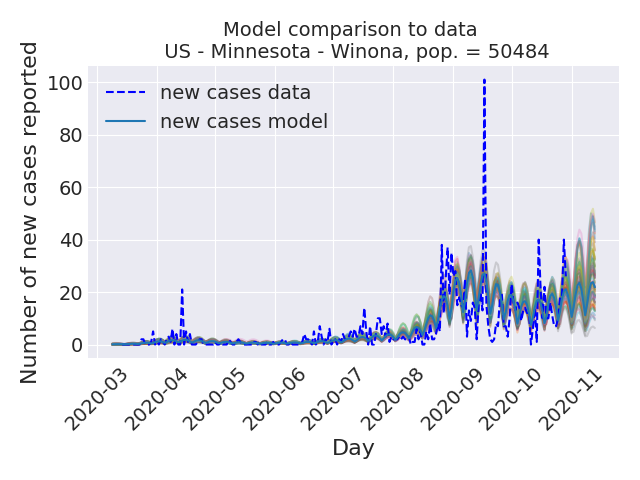 Model comparison to data
US - Minnesota - Winona, pop. = 50484
Number of new cases reported
100
80
60
40
20
0
new cases data
new cases model
2020-03
2020-04
2020-05
2020-06
2020-07
2020-08
2020-09
2020-10
2020-11
Day